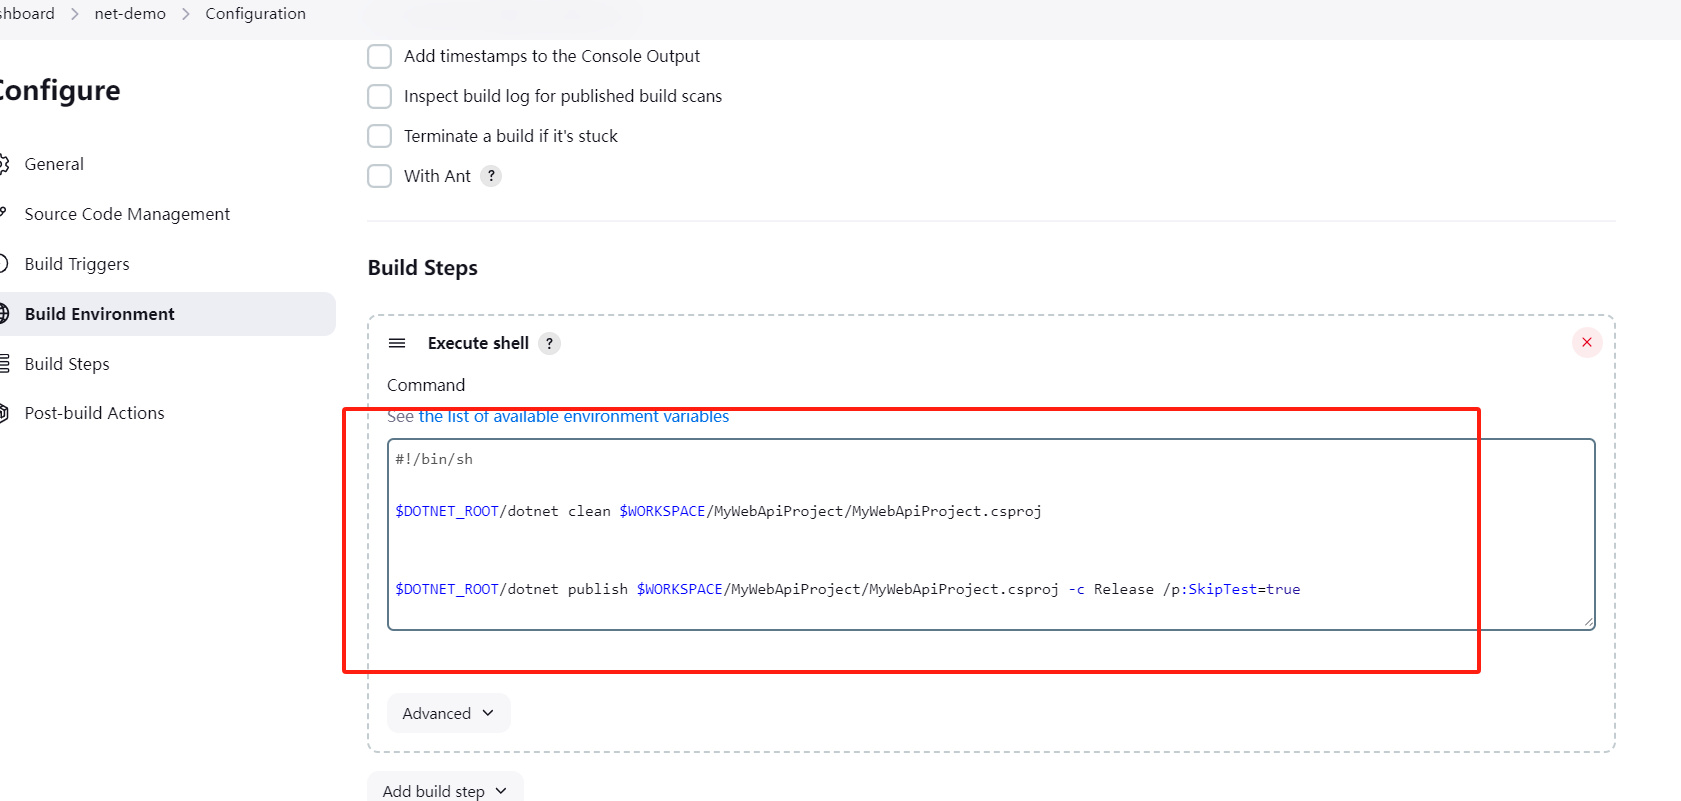 shboard > net-demo > Configuration
Configure
General
Source Code Management
Build Triggers
Build Environment
Build Steps
Post-build Actions
Add timestamps to the Console Output
Inspect build log for published build scans
Terminate a build if it's stuck
With Ant ?
Build Steps
Execute shell ?
Command
See the list of available environment variables
#!/bin/sh
$DOTNET_ROOT/dotnet clean $WORKSPACE/MyWebApiProject/MyWebApiProject.csproj
$DOTNET_ROOT/dotnet publish $WORKSPACE/MyWebApiProject/MyWebApiProject.csproj -c Release /p:SkipTest=true
Advanced
Add build step